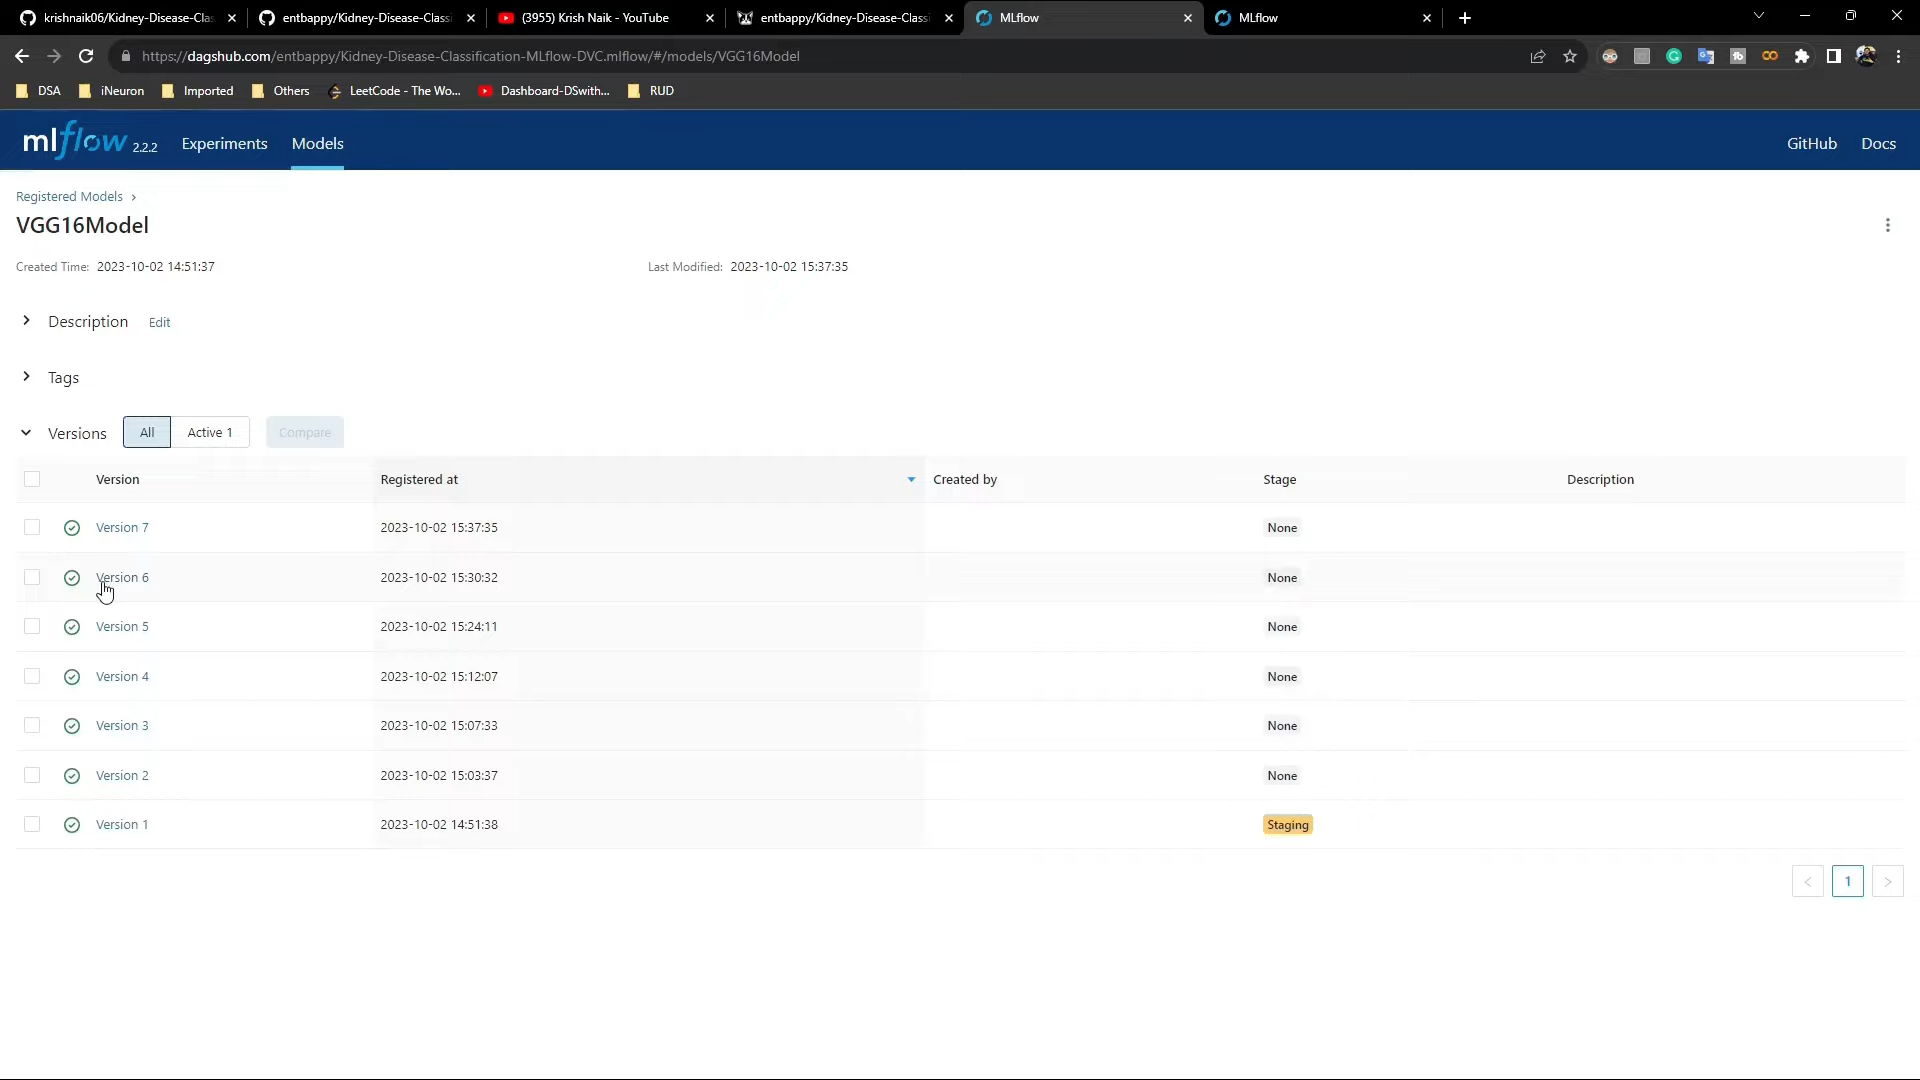 krishnaik06/Kidney-Disease-Clas
entbappy/Kidney-Disease-Classi
(3955) Krish Naik - YouTube
entbappy/Kidney-Disease-Classi
MLflow
MLflow
https://dagshub.com/entbappy/Kidney-Disease-Classification-MLflow-DVC.mlflow/#/models/VGG16Model
DSA
iNeuron
Imported
Others
LeetCode - The Wo...
Dashboard-DSwith...
RUD
mlflow 2.2.2
Experiments
Models
GitHub
Docs
Registered Models >
VGG16Model
Created Time: 2023-10-02 14:51:37
Last Modified: 2023-10-02 15:37:35
Description Edit
Tags
Versions All Active 1 Compare
Version Registered at Created by Stage Description
Version 7 2023-10-02 15:37:35 None
Version 6 2023-10-02 15:30:32 None
Version 5 2023-10-02 15:24:11 None
Version 4 2023-10-02 15:12:07 None
Version 3 2023-10-02 15:07:33 None
Version 2 2023-10-02 15:03:37 None
Version 1 2023-10-02 14:51:38 Staging
< 1 >